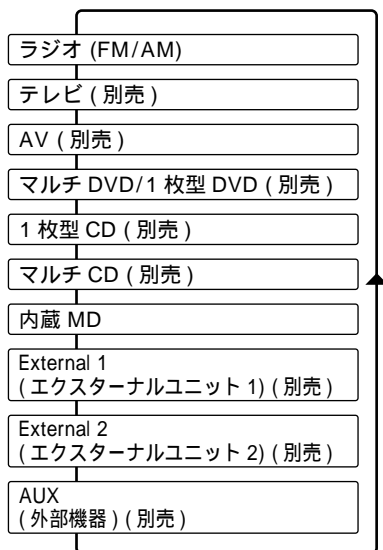 ラジオ (FM/AM)
テレビ ( 別売 )
AV ( 別売 )
マルチ DVD/1 枚型 DVD ( 別売 )
1 枚型 CD ( 別売 )
マルチ CD ( 別売 )
内蔵 MD
External 1
( エクスターナルユニット 1) ( 別売 )
External 2
( エクスターナルユニット 2) ( 別売 )
AUX
( 外部機器 ) ( 別売 )